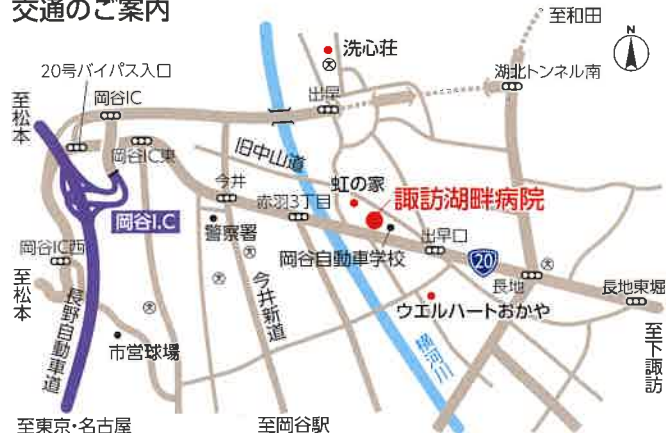 交通のご案内
至和田
N
洗心荘
文
20号バイパス入口
湖北トンネル南
岡谷IC
出早
至松本
岡谷IC東
旧中山道
今井
虹の家
赤羽3丁目
諏訪湖畔病院
岡谷I.C
警察署
岡谷自動車学校
出早口
岡谷IC西
20
文
長地
長地東堀
至松本
文
文
今井新道
ウエルハートおかや
長野自動車道
文
市営球場
横河川
至下諏訪
至東京・名古屋
至岡谷駅